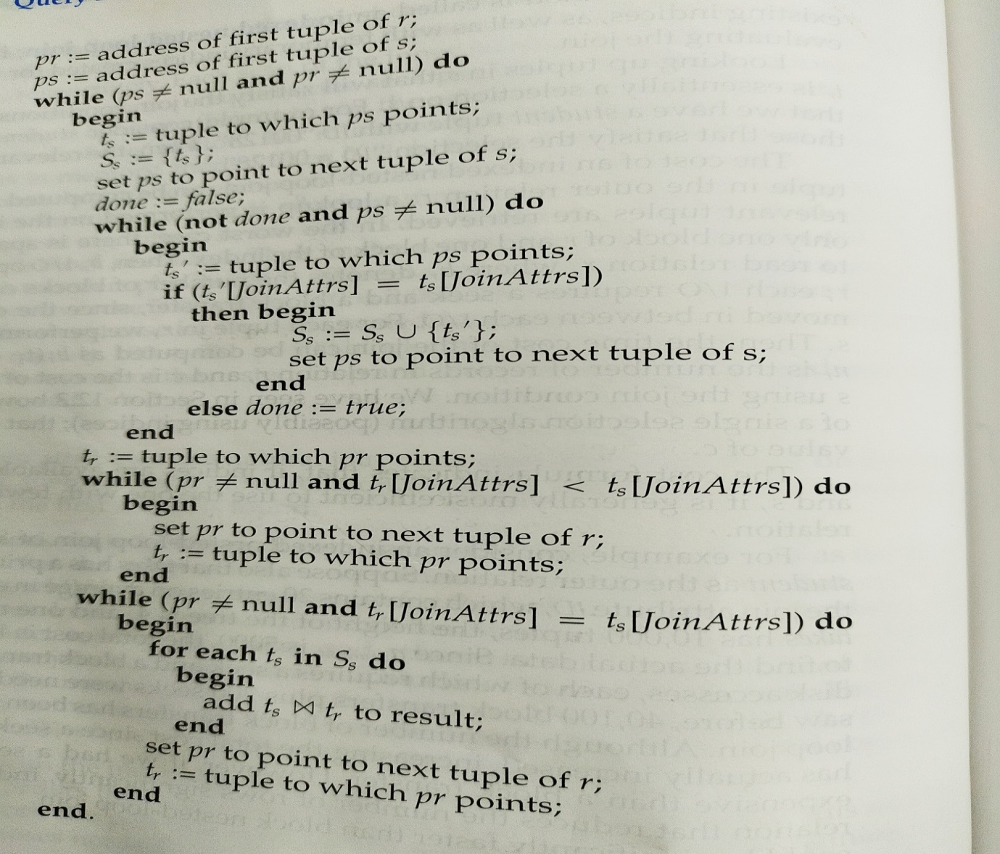 Query
pr := address of first tuple of r;
ps := address of first tuple of s;
while (ps ≠ null and pr ≠ null) do
begin
tₛ := tuple to which ps points;
Sₛ := {tₛ};
set ps to point to next tuple of s;
done := false;
while (not done and ps ≠ null) do
begin
tₛ′ := tuple to which ps points;
if (tₛ′[JoinAttrs] = tₛ[JoinAttrs])
then begin
Sₛ := Sₛ ∪ {tₛ′};
set ps to point to next tuple of s;
end
else done := true;
end
tᵣ := tuple to which pr points;
while (pr ≠ null and tᵣ[JoinAttrs] < tₛ[JoinAttrs]) do
begin
set pr to point to next tuple of r;
tᵣ := tuple to which pr points;
end
while (pr ≠ null and tᵣ[JoinAttrs] = tₛ[JoinAttrs]) do
begin
for each tₛ in Sₛ do
begin
add tₛ ⋈ tᵣ to result;
end
set pr to point to next tuple of r;
tᵣ := tuple to which pr points;
end
end.